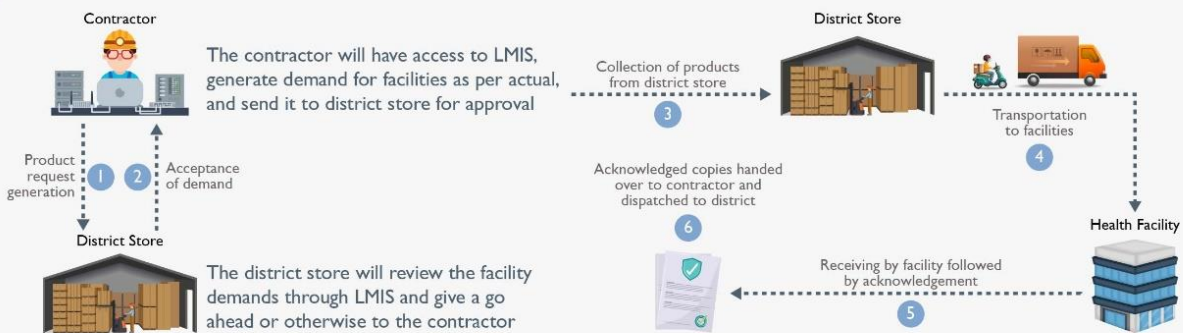 Contractor
The contractor will have access to LMIS,
generate demand for facilities as per actual,
and send it to district store for approval
Product
request
generation
1
2
Acceptance
of demand
District Store
The district store will review the facility
demands through LMIS and give a go
ahead or otherwise to the contractor
Collection of products
from district store
3
District Store
Transportation
to facilities
4
Health Facility
Receiving by facility followed
by acknowledgement
5
Acknowledged copies handed
over to contractor and
dispatched to district
6